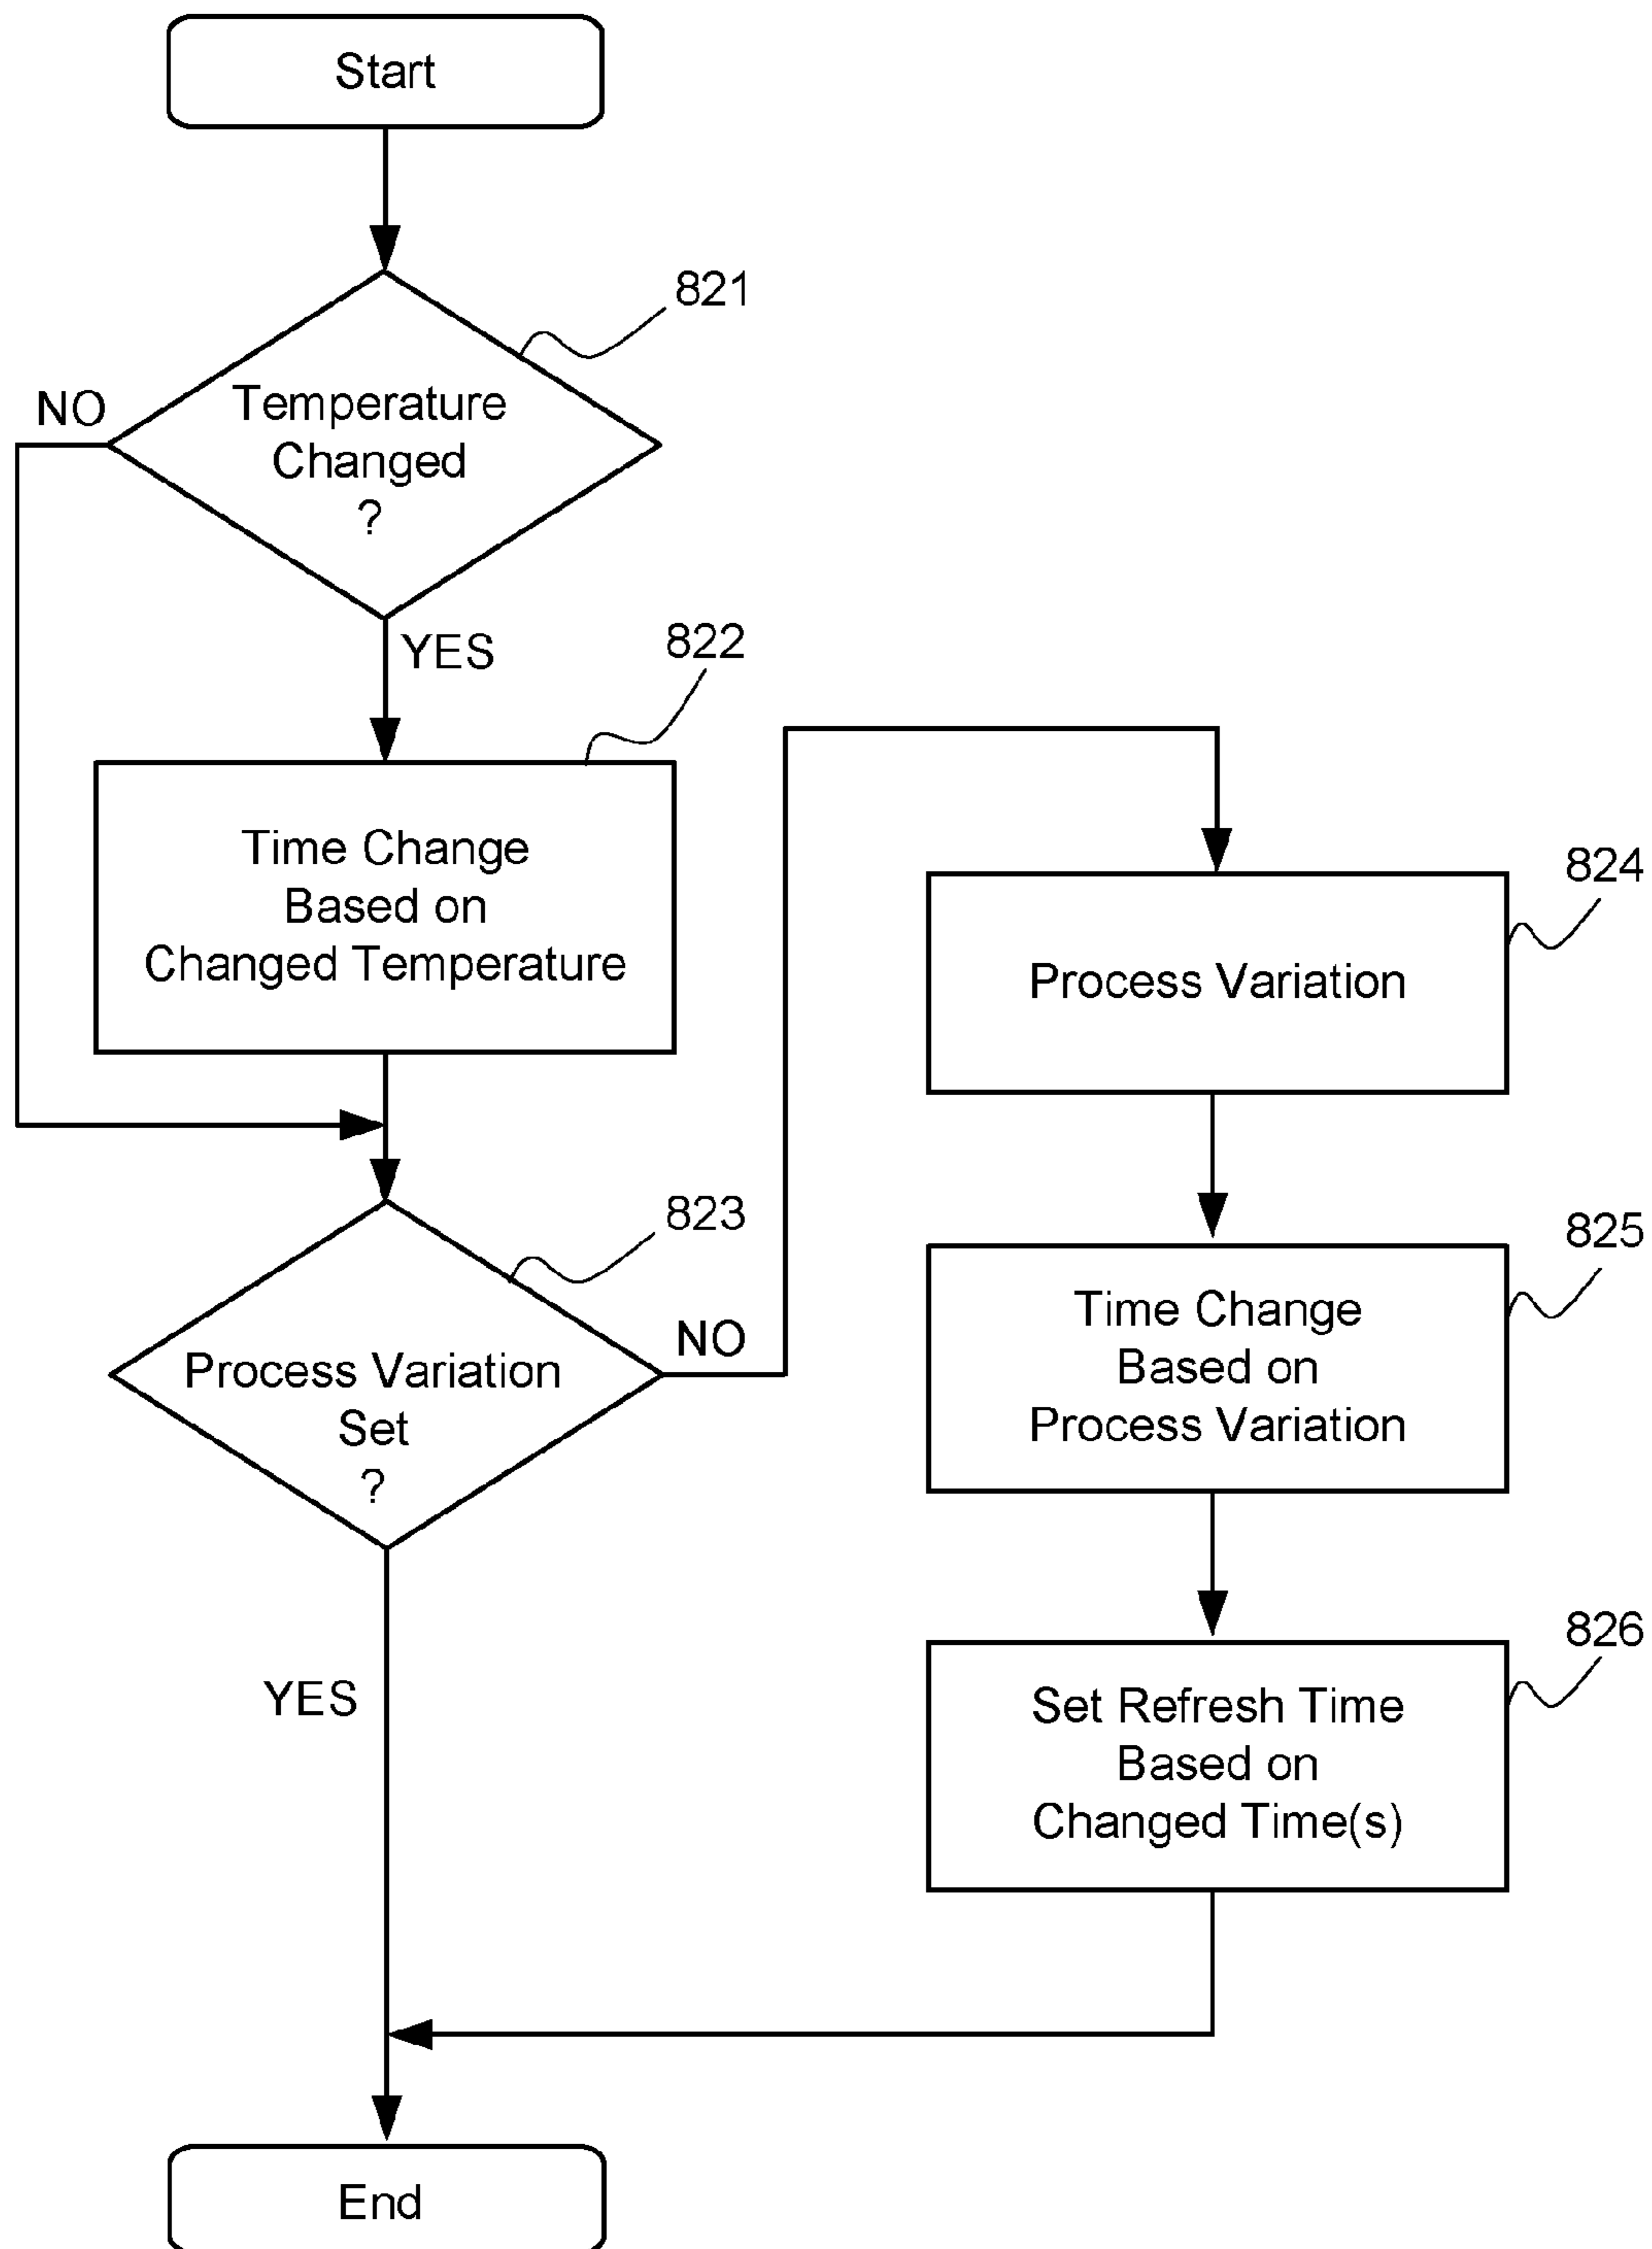 Start
821
NO
Temperature
Changed
?
YES
822
Time Change
Based on
Changed Temperature
823
Process Variation
Set
?
NO
YES
824
Process Variation
825
Time Change
Based on
Process Variation
826
Set Refresh Time
Based on
Changed Time(s)
End